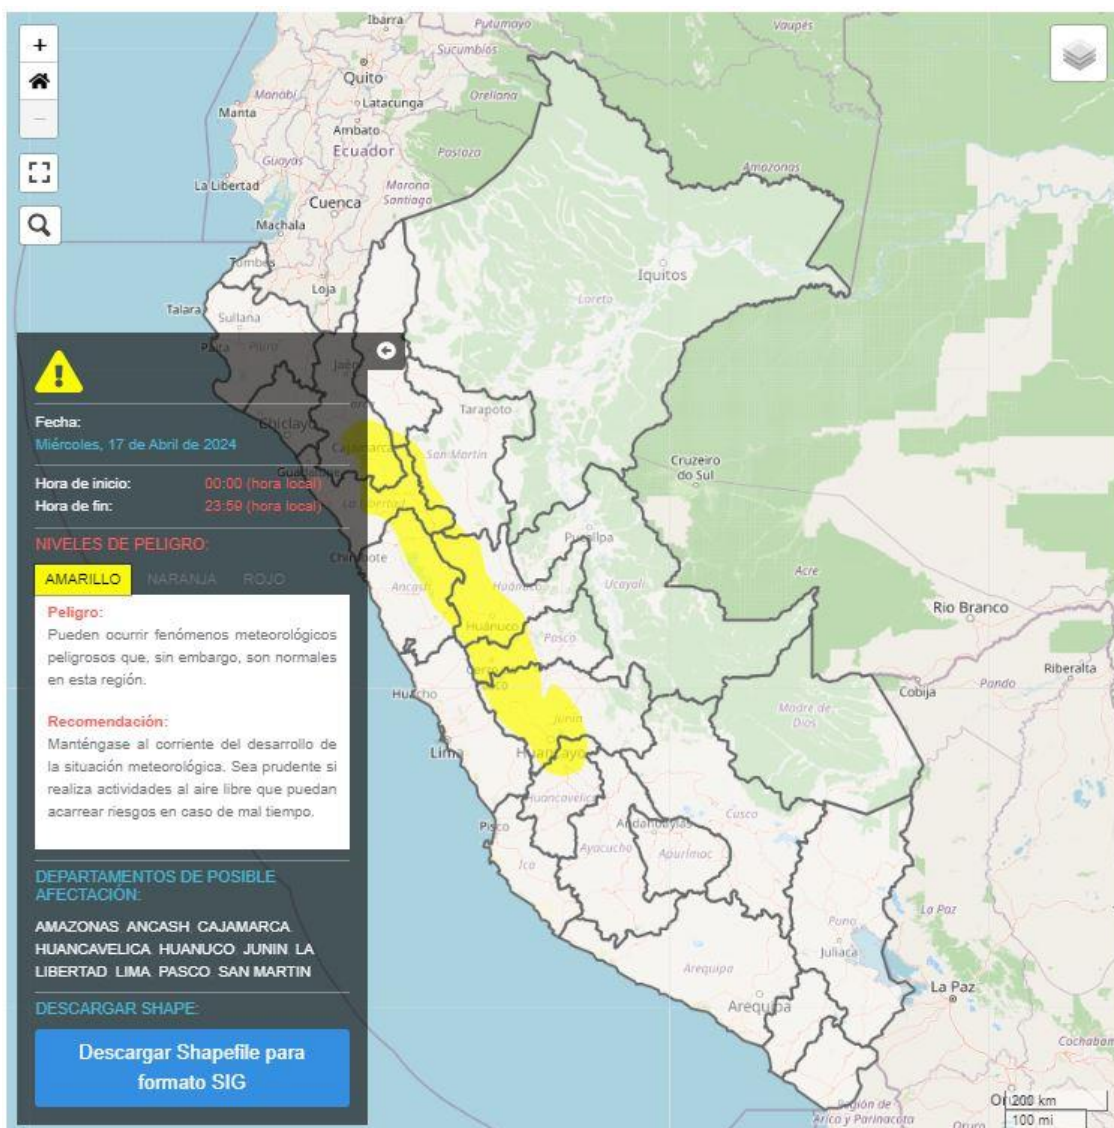 Ibarra
Putumayo
Vaupés
+
Sucumbíos
Quito
Orellana
Manabí
Latacunga
Manta
Ambato
Ecuador
Pastaza
Amazonas
Guayas
La Libertad
Morona
Santiago
Cuenca
Machala
Tumbes
Iquitos
Loja
Loreto
Talara
Sullana
Paita
Piura
Jaén
Fecha:
Miércoles, 17 de Abril de 2024
Tarapoto
Chiclayo
Cajamarca
San Martín
Cruzeiro
do Sul
Hora de inicio:
00:00 (hora local)
Hora de fin:
23:59 (hora local)
La Libertad
NIVELES DE PELIGRO:
Pucallpa
Chimbote
AMARILLO NARANJA ROJO
Ancash
Huánuco
Ucayali
Acre
Rio Branco
Peligro:
Pueden ocurrir fenómenos meteorológicos
peligrosos que, sin embargo, son normales
en esta región.
Huánuco
Pasco
Riberalta
Cobija
Pando
Huacho
Madre de
Dios
Recomendación:
Manténgase al corriente del desarrollo de
la situación meteorológica. Sea prudente si
realiza actividades al aire libre que puedan
acarrear riesgos en caso de mal tiempo.
Junín
Lima
Huancayo
Huancavelica
Cusco
Pisco
Andahuaylas
Ayacucho
Apurímac
Ica
DEPARTAMENTOS DE POSIBLE
AFECTACIÓN:
AMAZONAS ANCASH CAJAMARCA
HUANCAVELICA HUANUCO JUNIN LA
LIBERTAD LIMA PASCO SAN MARTIN
La Paz
Puno
Juliaca
Arequipa
La Paz
DESCARGAR SHAPE:
Arequipa
Descargar Shapefile para
formato SIG
Cochabam
200 km
100 mi
Región de
Arica y Parinacota
Oruro